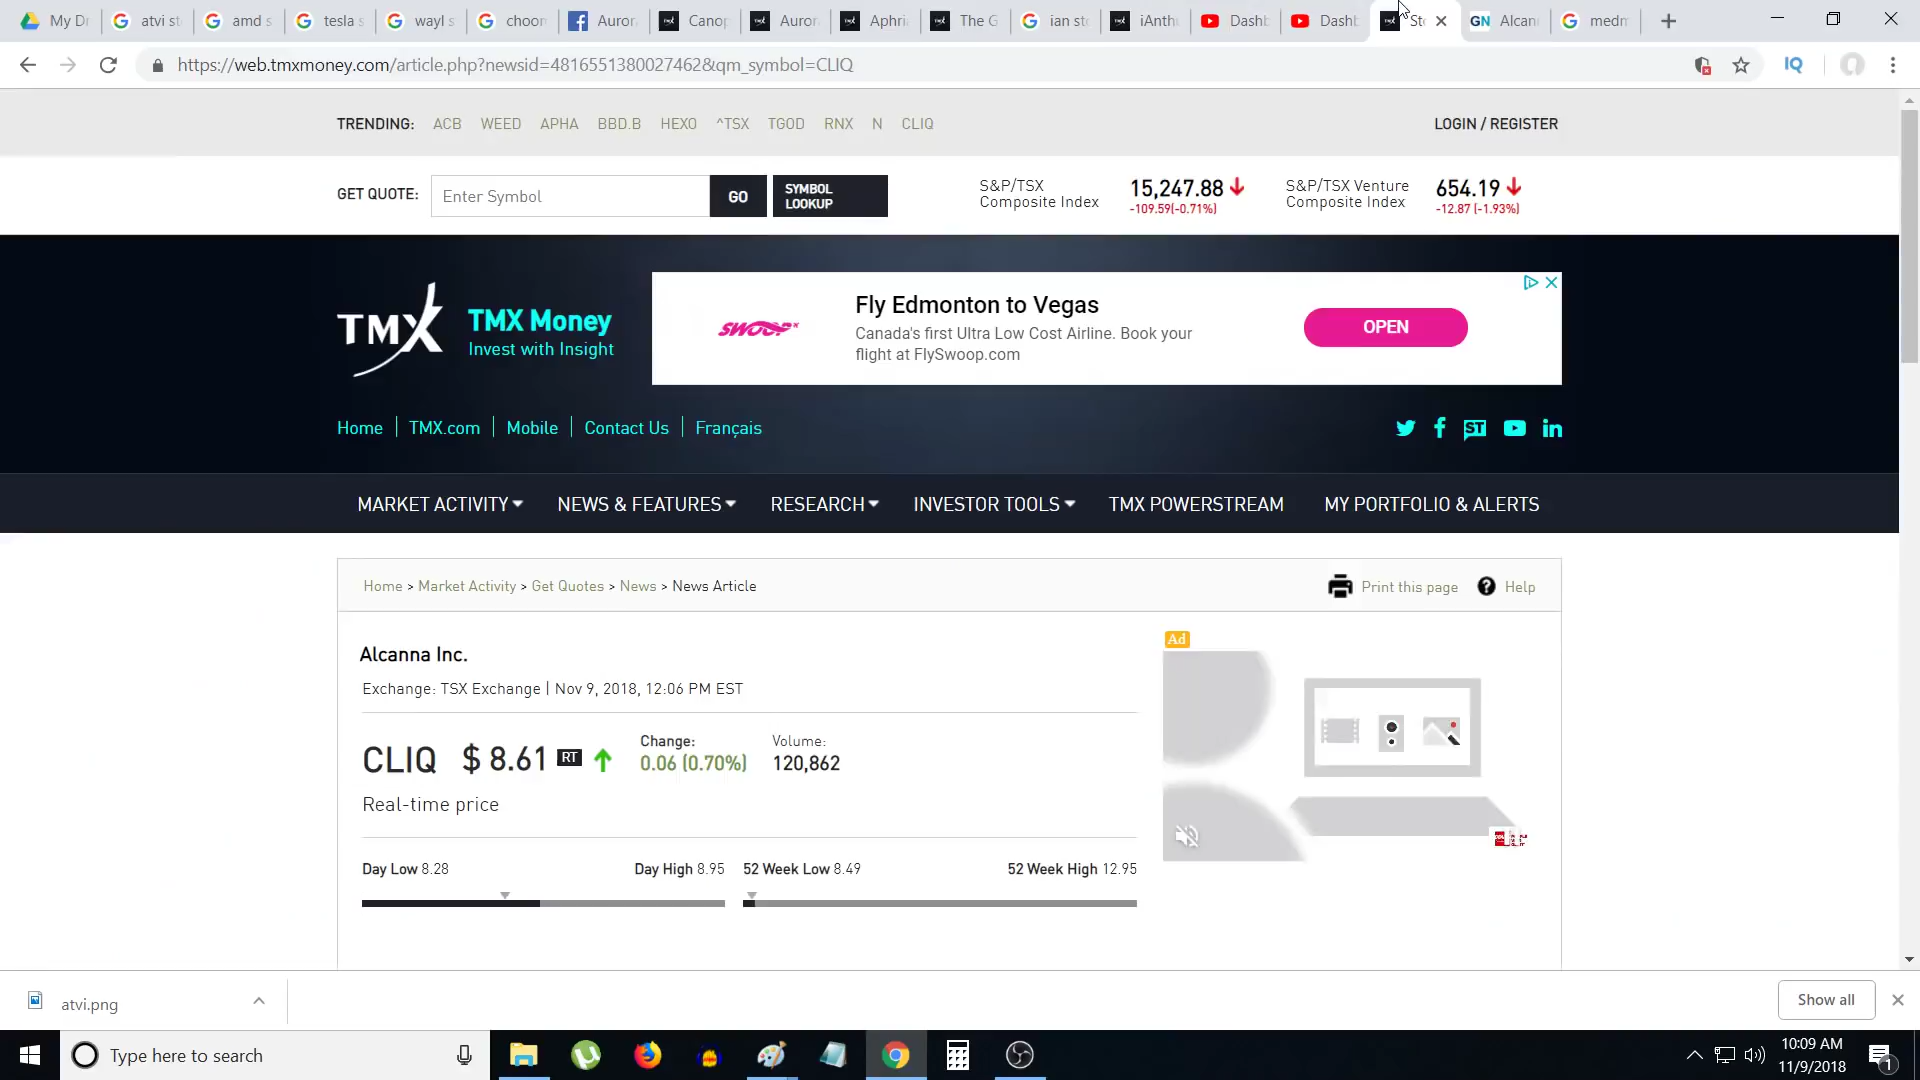 My Dr
atvi st
amd s
tesla s
wayl s
choon
Auror
Canop
Auror
Aphri
The G
ian sto
iAnthu
Dashb
Dashb
Sto
GN
Alcan
medm
https://web.tmxmoney.com/article.php?newsid=4816551380027462&qm_symbol=CLIQ
IQ
TRENDING: ACB WEED APHA BBD.B HEXO ^TSX TGOD RNX N CLIQ
LOGIN / REGISTER
GET QUOTE:
Enter Symbol
GO
SYMBOL
LOOKUP
S&P/TSX
Composite Index
15,247.88
-109.59(-0.71%)
S&P/TSX Venture
Composite Index
654.19
-12.87 (-1.93%)
TMX
TMX Money
Invest with Insight
swoop
Fly Edmonton to Vegas
Canada's first Ultra Low Cost Airline. Book your
flight at FlySwoop.com
OPEN
Home
TMX.com
Mobile
Contact Us
Français
ST
in
MARKET ACTIVITY
NEWS & FEATURES
RESEARCH
INVESTOR TOOLS
TMX POWERSTREAM
MY PORTFOLIO & ALERTS
Home > Market Activity > Get Quotes > News > News Article
Print this page
Help
Alcanna Inc.
Exchange: TSX Exchange | Nov 9, 2018, 12:06 PM EST
Ad
CLIQ $ 8.61 RT
Change:
0.06 (0.70%)
Volume:
120,862
Real-time price
Day Low 8.28
Day High 8.95
52 Week Low 8.49
52 Week High 12.95
atvi.png
Show all
Type here to search
10:09 AM
11/9/2018
1